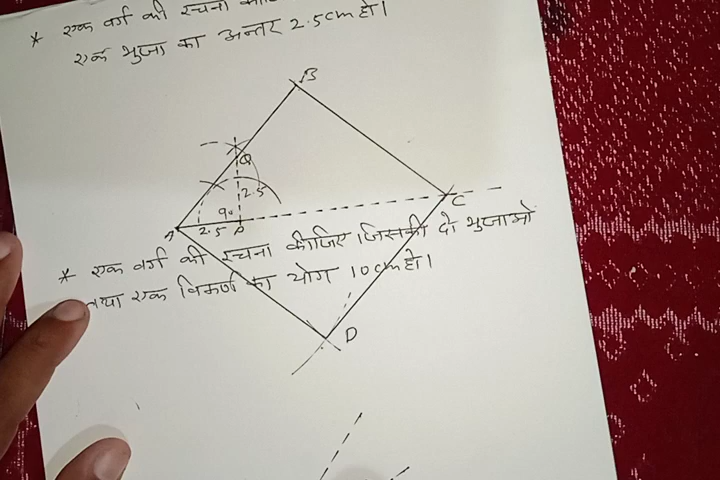 * एक वर्ग की रचना
एक भुजा का अन्तर 2.5cm हो।
B
Q
2.5
90
A 2.5 P
C
* एक वर्ग की रचना कीजिए जिसकी दो भुजाओ
तथा एक विकर्ण का योग 10cm हो।
D